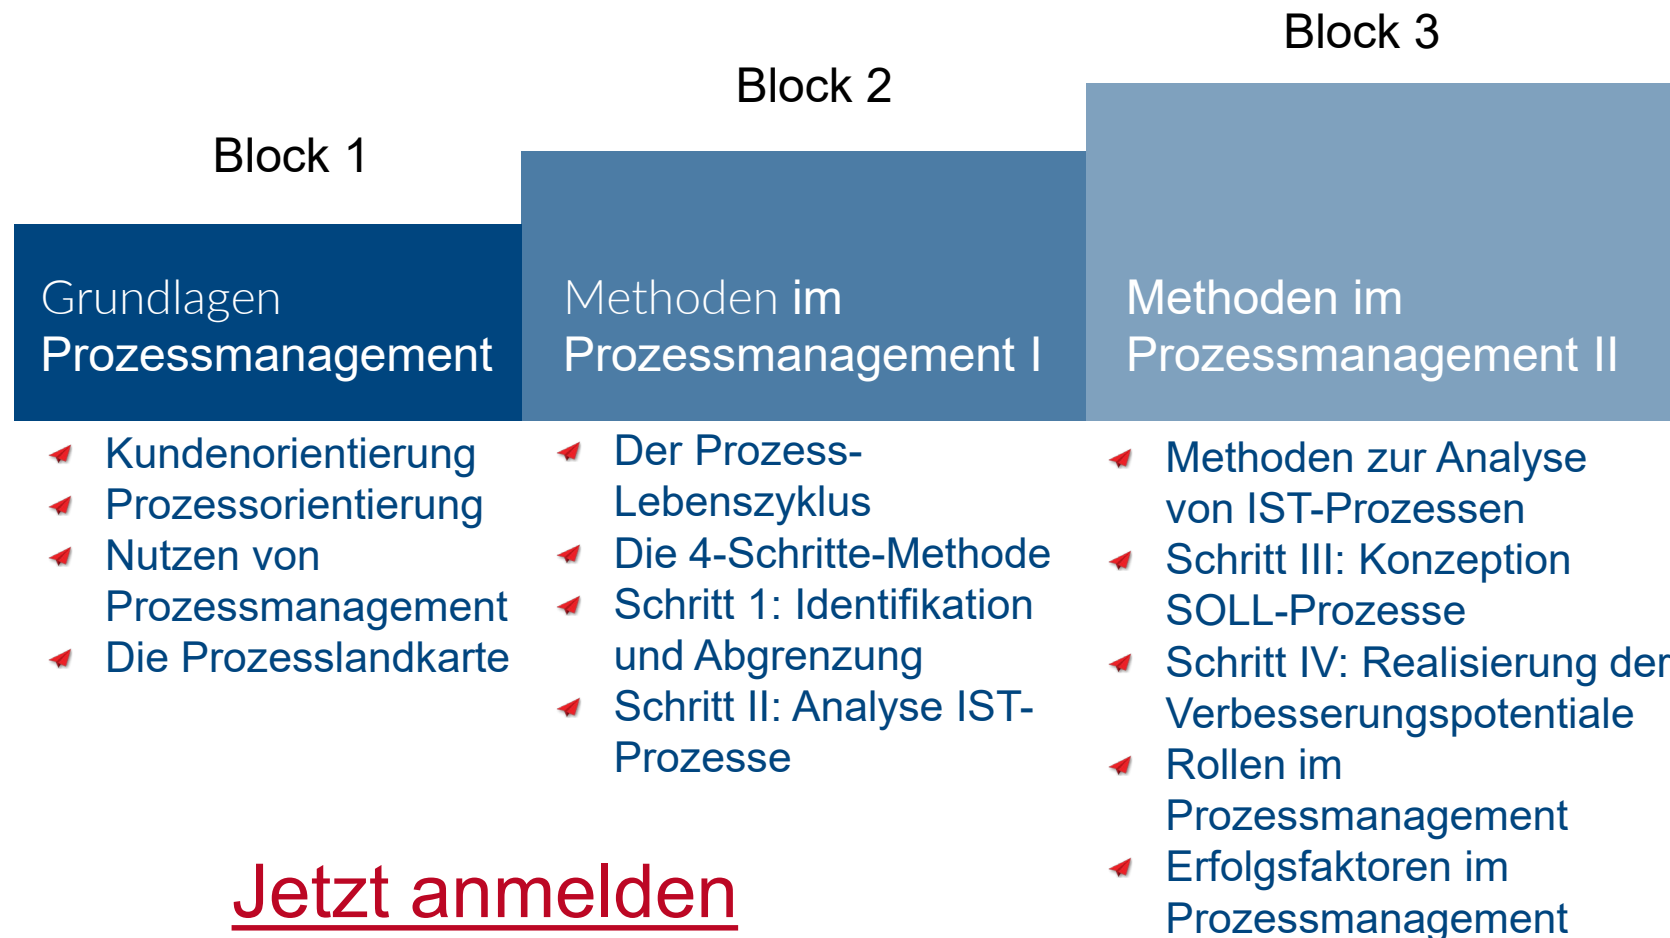 Block 1
Grundlagen
Prozessmanagement
Kundenorientierung
Prozessorientierung
Nutzen von
Prozessmanagement
Die Prozesslandkarte
Block 2
Methoden im
Prozessmanagement I
Der Prozess-
Lebenszyklus
Die 4-Schritte-Methode
Schritt 1: Identifikation
und Abgrenzung
Schritt II: Analyse IST-
Prozesse
Block 3
Methoden im
Prozessmanagement II
Methoden zur Analyse
von IST-Prozessen
Schritt III: Konzeption
SOLL-Prozesse
Schritt IV: Realisierung der
Verbesserungspotentiale
Rollen im
Prozessmanagement
Erfolgsfaktoren im
Prozessmanagement
Jetzt anmelden